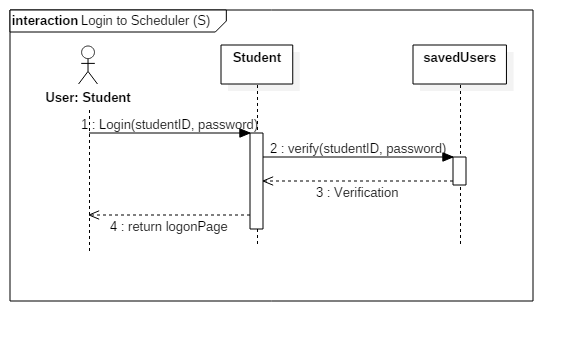 interaction Login to Scheduler (S)
Student
savedUsers
User: Student
1 : Login(studentID, password)
2 : verify(studentID, password)
3 : Verification
4 : return logonPage